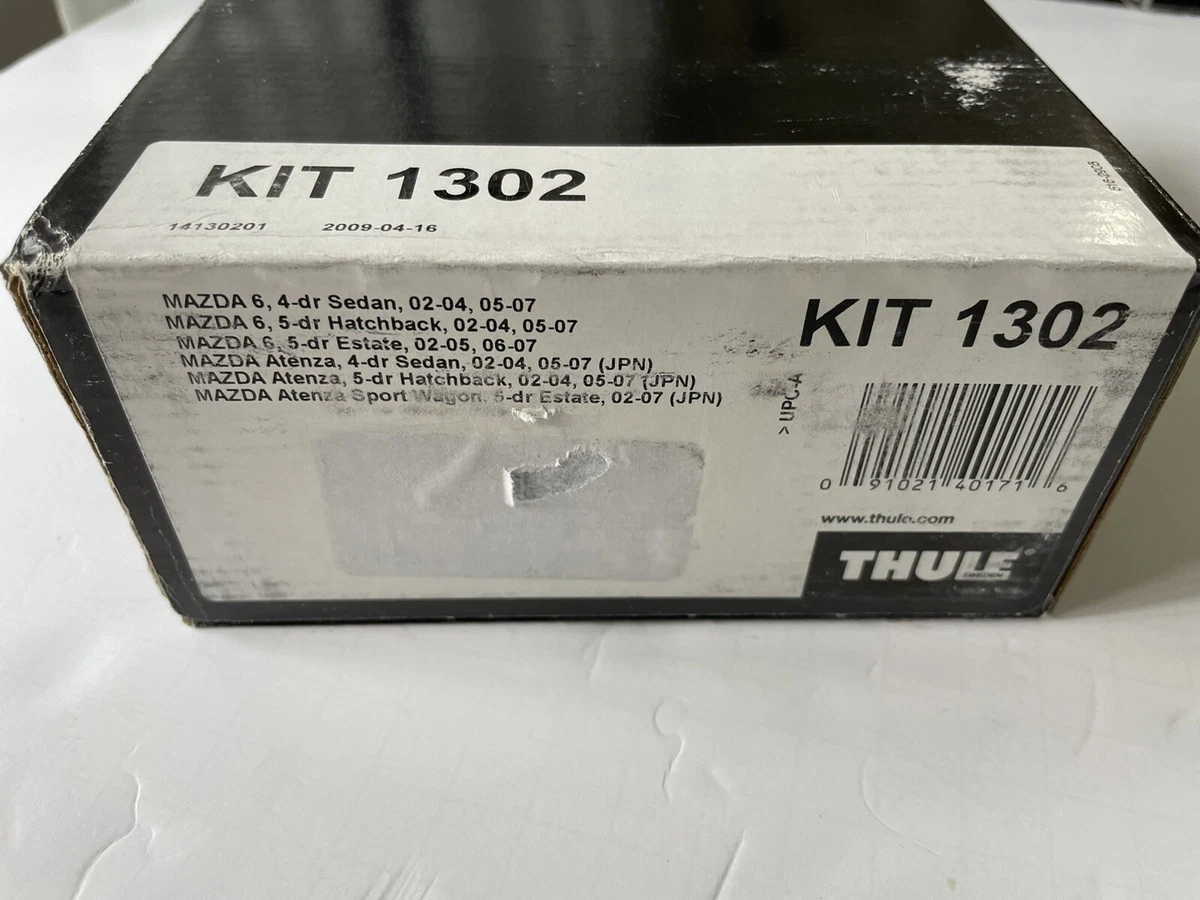 KIT 1302
14130201 2009-04-16
MAZDA 6, 4-dr Sedan, 02-04, 05-07
MAZDA 6, 5-dr Hatchback, 02-04, 05-07
MAZDA 6, 5-dr Estate, 02-05, 06-07
MAZDA Atenza, 4-dr Sedan, 02-04, 05-07 (JPN)
MAZDA Atenza, 5-dr Hatchback, 02-04, 05-07 (JPN)
MAZDA Atenza Sport Wagon, 5-dr Estate, 02-07 (JPN)
KIT 1302
> UPC-A
0 91021 40171 6
www.thule.com
THULE
SWEDEN